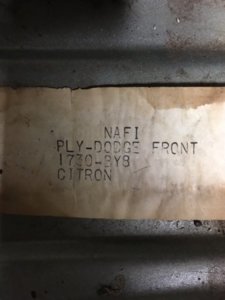 NAFI
PLY-DODGE FRONT
1730-BY8
CITRON